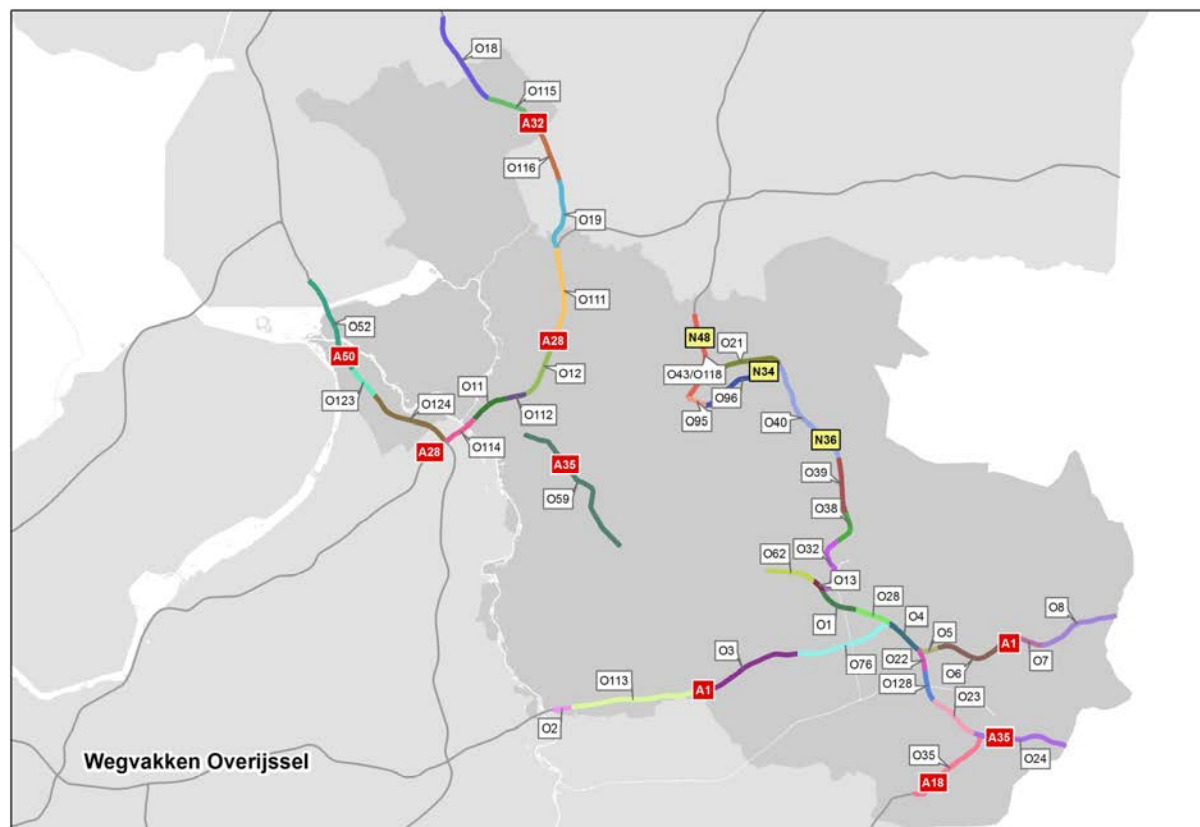 O18
O115
A32
O116
O19
O111
O52
A28
N48
O21
A50
O12
O43/O118
N34
O123
O124
O11
O96
O112
O95
O40
A28
O114
N36
A35
O39
O59
O38
O32
O62
O13
O28
O8
O1
O4
O5
A1
O3
O22
O7
O76
O6
O113
A1
O128
O23
O2
A35
Wegvakken Overijssel
O35
O24
A18